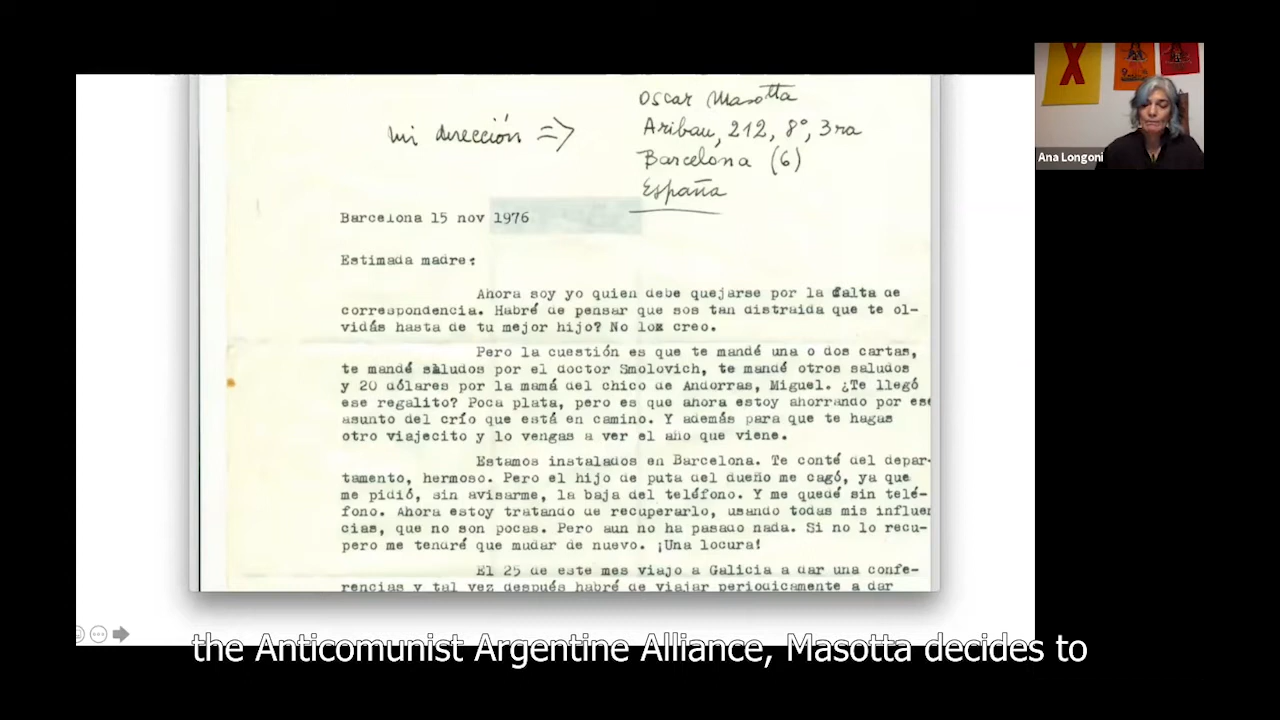 mi dirección =>
Oscar Masotta
Aribau, 212, 8°, 3ra
Barcelona (6)
España
Barcelona 15 nov 1976
Estimada madre:
Ahora soy yo quien debe quejarse por la falta de
correspondencia. Habré de pensar que sos tan distraida que te ol-
vidás hasta de tu mejor hijo? No lox creo.
Pero la cuestión es que te mandé una o dos cartas,
te mandé saludos por el doctor Smolovich, te mandé otros saludos
y 20 dólares por la mamá del chico de Andorras, Miguel. ¿Te llegó
ese regalito? Poca plata, pero es que ahora estoy ahorrando por ese
asunto del crío que está en camino. Y además para que te hagas
otro viajecito y lo vengas a ver el año que viene.
Estamos instalados en Barcelona. Te conté del depar-
tamento, hermoso. Pero el hijo de puta del dueño me cagó, ya que
me pidió, sin avisarme, la baja del teléfono. Y me quedé sin telé-
fono. Ahora estoy tratando de recuperarlo, usando todas mis influen
cias, que no son pocas. Pero aun no ha pasado nada. Si no lo recu-
pero me tendré que mudar de nuevo. ¡Una locura!
El 25 de este mes viajo a Galicia a dar una confe-
rencias y tal vez después habré de viajar periodicamente a dar
Ana Longoni
the Anticomunist Argentine Alliance, Masotta decides to